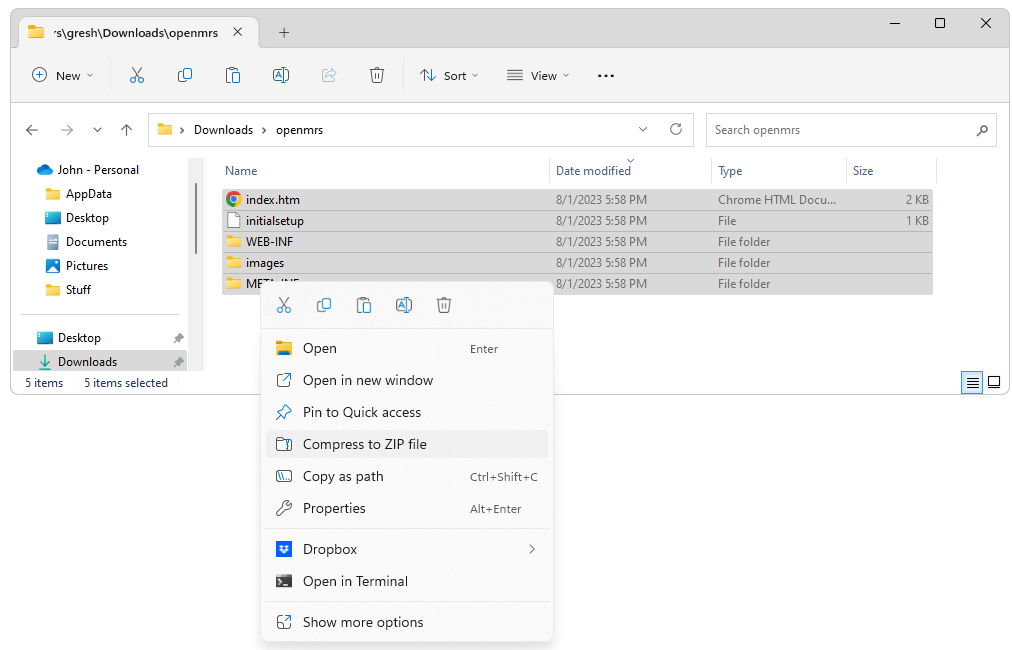 rs\gresh\Downloads\openmrs
New
Sort
View
Downloads > openmrs
Search openmrs
John - Personal
AppData
Desktop
Documents
Pictures
Stuff
Desktop
Downloads
Name Date modified Type Size
index.htm 8/1/2023 5:58 PM Chrome HTML Docu... 2 KB
initialsetup 8/1/2023 5:58 PM File 1 KB
WEB-INF 8/1/2023 5:58 PM File folder
images 8/1/2023 5:58 PM File folder
META-INF 8/1/2023 5:58 PM File folder
5 items 5 items selected
Open Enter
Open in new window
Pin to Quick access
Compress to ZIP file
Copy as path Ctrl+Shift+C
Properties Alt+Enter
Dropbox
Open in Terminal
Show more options